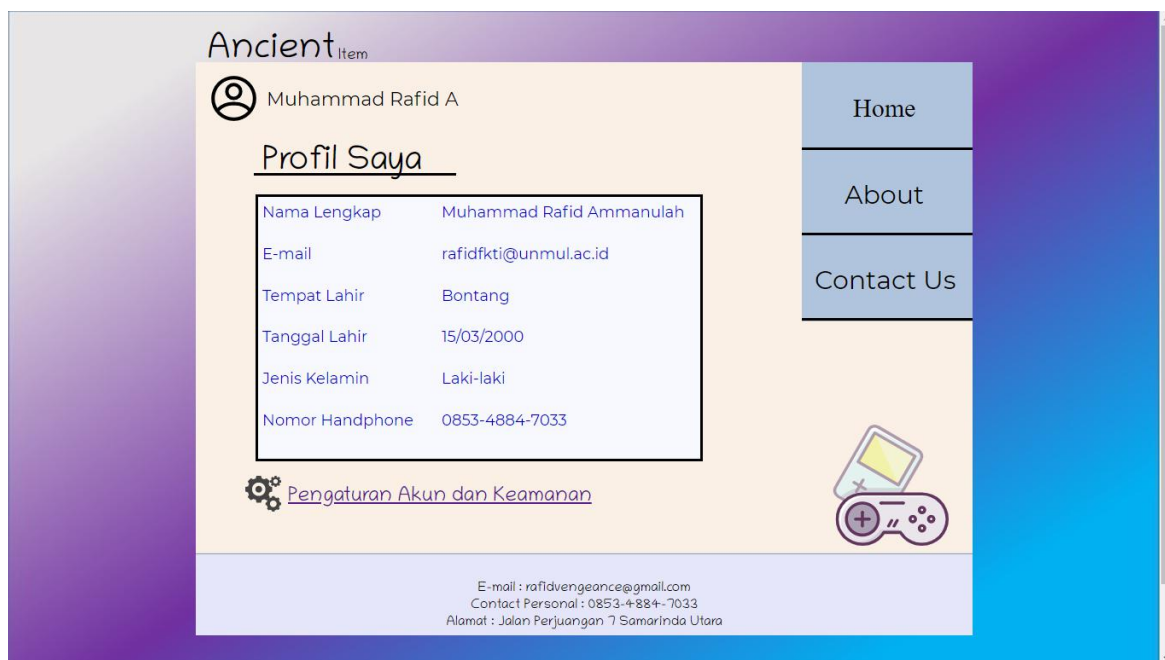 Ancient Item
Muhammad Rafid A
Profil Saya
Nama Lengkap Muhammad Rafid Ammanulah
E-mail rafidfkti@unmul.ac.id
Tempat Lahir Bontang
Tanggal Lahir 15/03/2000
Jenis Kelamin Laki-laki
Nomor Handphone 0853-4884-7033
Pengaturan Akun dan Keamanan
Home
About
Contact Us
E-mail : rafidvengeance@gmail.com
Contact Personal : 0853-4884-7033
Alamat : Jalan Perjuangan 7 Samarinda Utara